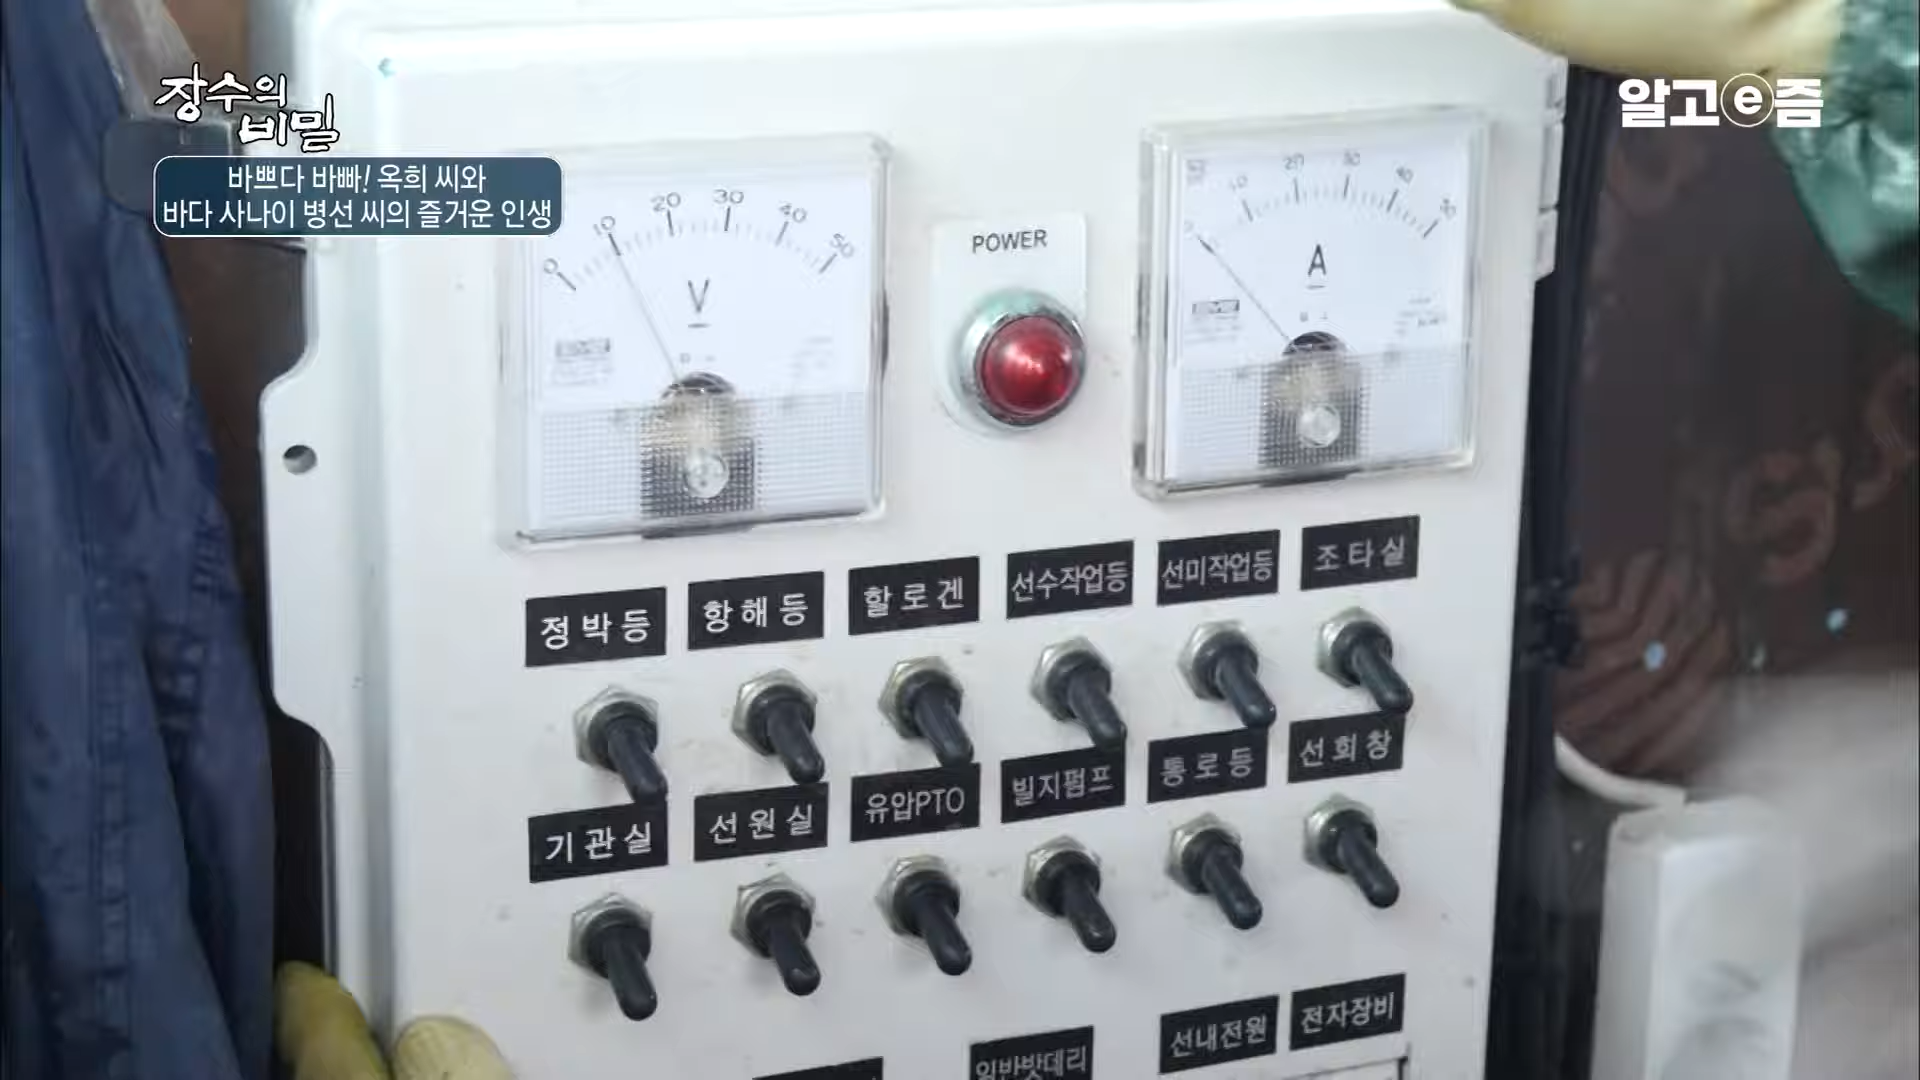 장수의
비밀
바쁘다 바빠! 옥희 씨와
바다 사나이 병선 씨의 즐거운 인생
알고e즘
0 10 20 30 40 50
V
POWER
0 10 20 30 40 50
A
정박등 항해등 할로겐 선수작업등 선미작업등 조타실
기관실 선원실 유압PTO 빌지펌프 통로등 선회창
일반밧데리 선내전원 전자장비